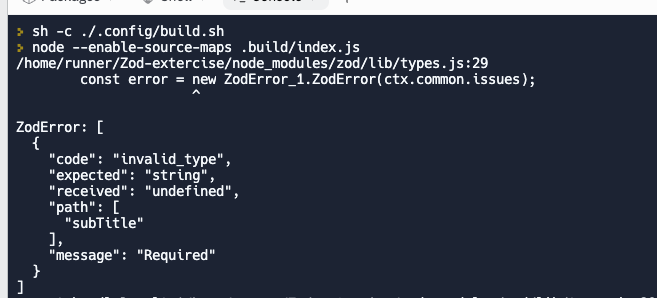 sh -c ./.config/build.sh
node --enable-source-maps .build/index.js
/home/runner/Zod-extercise/node_modules/zod/lib/types.js:29
        const error = new ZodError_1.ZodError(ctx.common.issues);
                      ^
ZodError: [
  {
    "code": "invalid_type",
    "expected": "string",
    "received": "undefined",
    "path": [
      "subTitle"
    ],
    "message": "Required"
  }
]